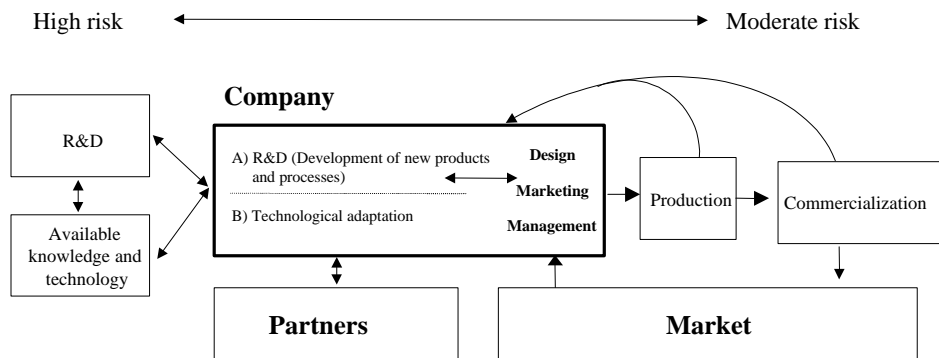 High risk
Moderate risk
Company
R&D
A) R&D (Development of new products
and processes)
B) Technological adaptation
Design
Marketing
Management
Production
Commercialization
Available
knowledge and
technology
Partners
Market